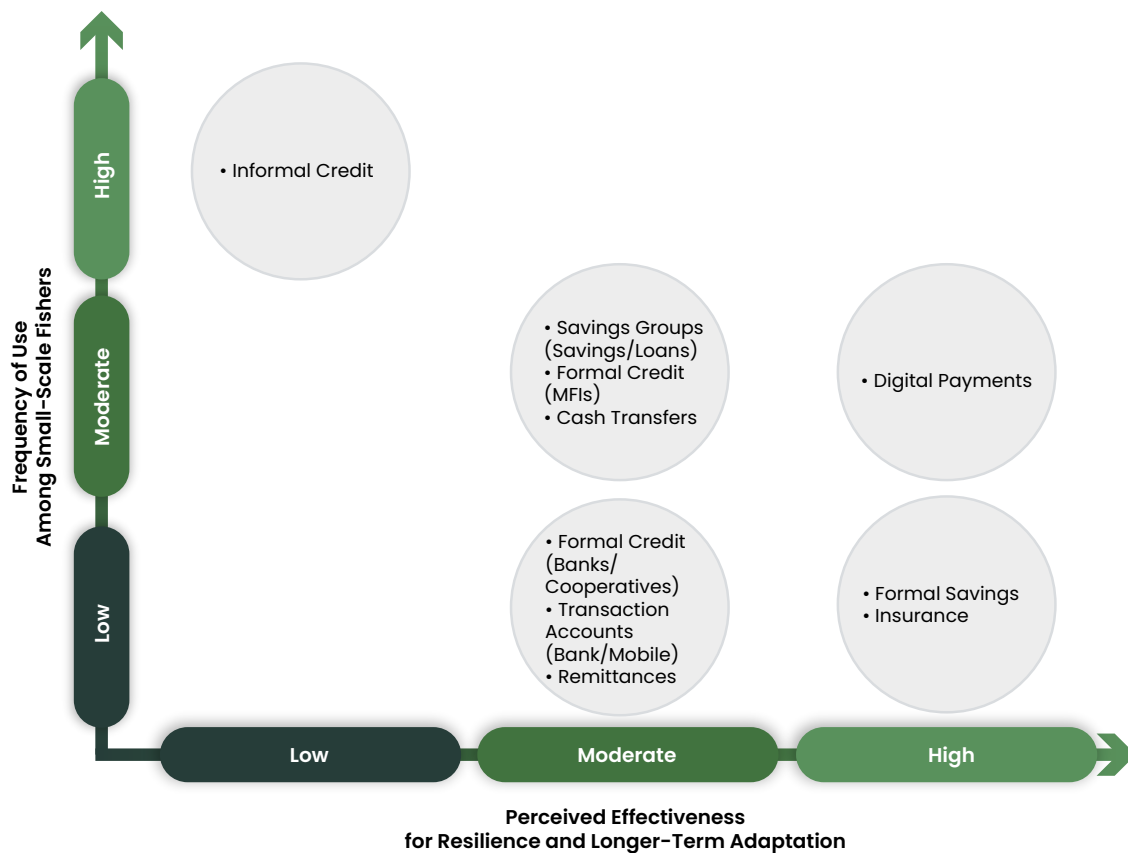 High
Moderate
Low
Frequency of Use
Among Small-Scale Fishers
• Informal Credit
• Savings Groups
(Savings/Loans)
• Formal Credit
(MFIs)
• Cash Transfers
• Digital Payments
• Formal Credit
(Banks/
Cooperatives)
• Transaction
Accounts
(Bank/Mobile)
• Remittances
• Formal Savings
• Insurance
Low
Moderate
High
Perceived Effectiveness
for Resilience and Longer-Term Adaptation